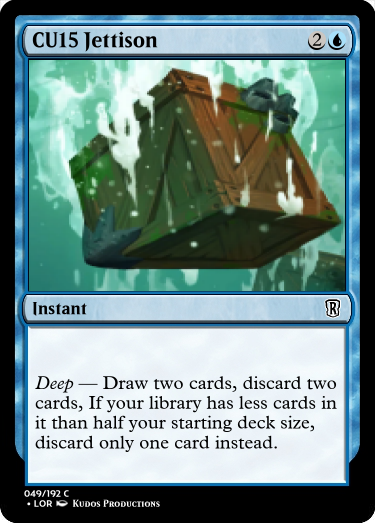 CU15 Jettison
2
Instant
R
Deep — Draw two cards, discard two
cards, If your library has less cards in
it than half your starting deck size,
discard only one card instead.
049/192 C
• LOR Kudos Productions